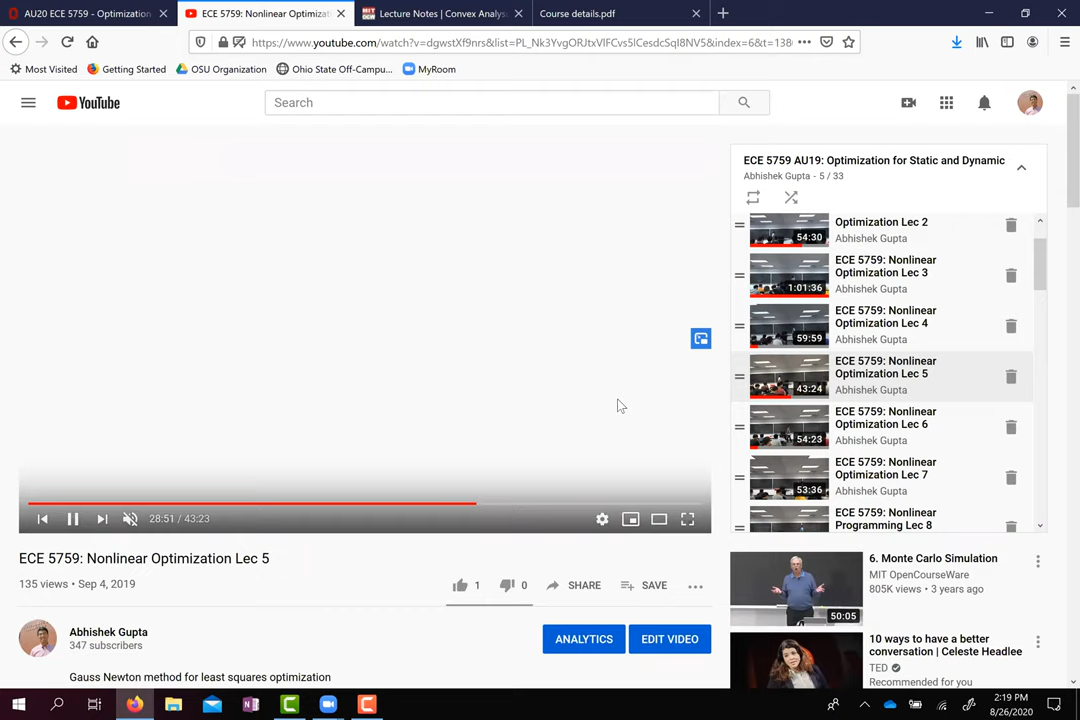 AU20 ECE 5759 - Optimization
ECE 5759: Nonlinear Optimizat
Lecture Notes | Convex Analys
Course details.pdf
https://www.youtube.com/watch?v=dgwstXf9nrs&list=PL_Nk3YvgORJtxVlFCvs5lCesdcSqI8NV5&index=6&t=138
Most Visited
Getting Started
OSU Organization
Ohio State Off-Campu...
MyRoom
YouTube
Search
ECE 5759 AU19: Optimization for Static and Dynamic
Abhishek Gupta - 5 / 33
Optimization Lec 2
54:30
Abhishek Gupta
ECE 5759: Nonlinear
Optimization Lec 3
1:01:36
Abhishek Gupta
ECE 5759: Nonlinear
Optimization Lec 4
59:59
Abhishek Gupta
ECE 5759: Nonlinear
Optimization Lec 5
43:24
Abhishek Gupta
ECE 5759: Nonlinear
Optimization Lec 6
54:23
Abhishek Gupta
ECE 5759: Nonlinear
Optimization Lec 7
53:36
Abhishek Gupta
ECE 5759: Nonlinear
Programming Lec 8
28:51 / 43:23
ECE 5759: Nonlinear Optimization Lec 5
135 views • Sep 4, 2019
1
0
SHARE
SAVE
Abhishek Gupta
347 subscribers
ANALYTICS
EDIT VIDEO
Gauss Newton method for least squares optimization
6. Monte Carlo Simulation
MIT OpenCourseWare
805K views • 3 years ago
50:05
10 ways to have a better
conversation | Celeste Headlee
TED
Recommended for you
2:19 PM
8/26/2020